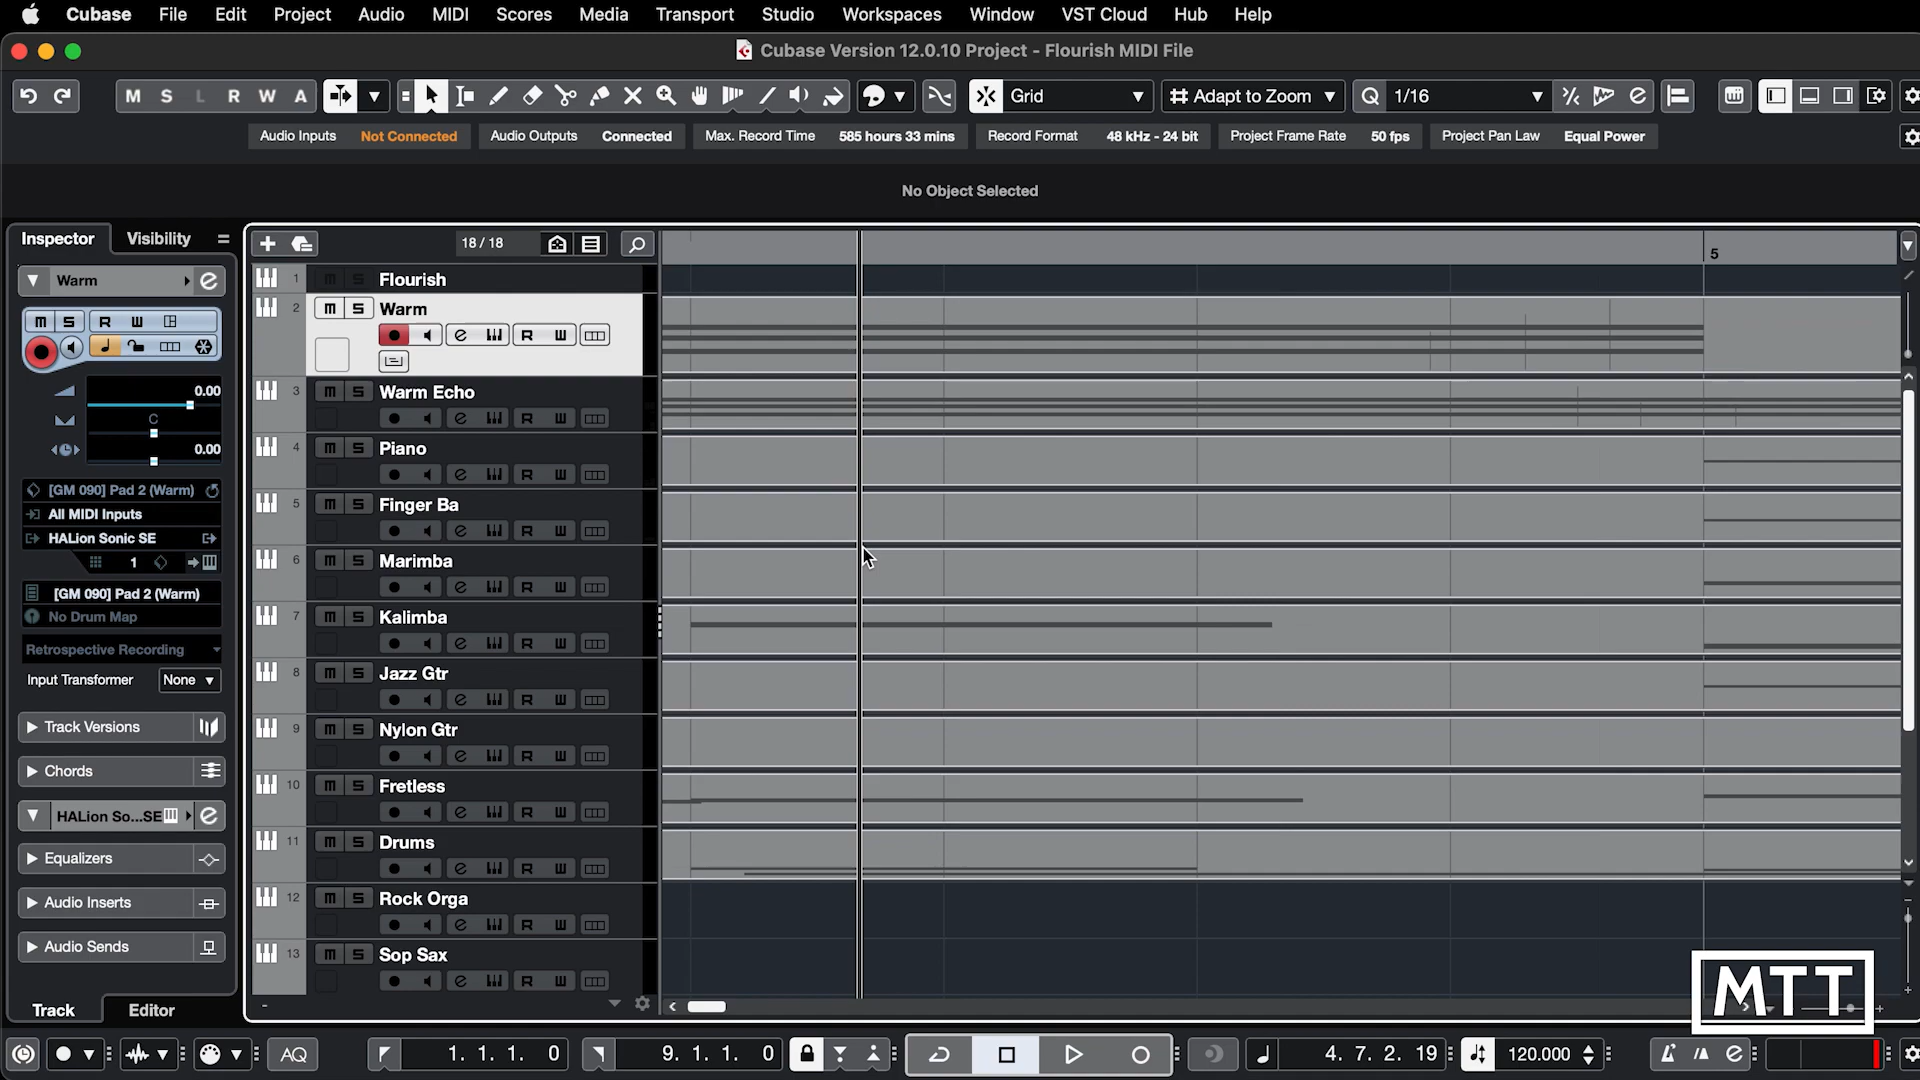 Cubase File Edit Project Audio MIDI Scores Media Transport Studio Workspaces Window VST Cloud Hub Help
Cubase Version 12.0.10 Project - Flourish MIDI File
M S L R W A Grid Adapt to Zoom Q 1/16
Audio Inputs Not Connected Audio Outputs Connected Max. Record Time 585 hours 33 mins Record Format 48 kHz - 24 bit Project Frame Rate 50 fps Project Pan Law Equal Power
No Object Selected
Inspector Visibility
18 / 18
5
Warm
M S R W
0.00
C
0.00
[GM 090] Pad 2 (Warm)
All MIDI Inputs
HALion Sonic SE
1
[GM 090] Pad 2 (Warm)
No Drum Map
Retrospective Recording
Input Transformer None
Track Versions
Chords
HALion So...SE
Equalizers
Audio Inserts
Audio Sends
Track Editor
1 M S Flourish
2 M S Warm
R W
3 M S Warm Echo
R W
4 M S Piano
R W
5 M S Finger Ba
R W
6 M S Marimba
R W
7 M S Kalimba
R W
8 M S Jazz Gtr
R W
9 M S Nylon Gtr
R W
10 M S Fretless
R W
11 M S Drums
R W
12 M S Rock Orga
R W
13 M S Sop Sax
R W
MTT
AQ 1. 1. 1. 0 9. 1. 1. 0 4. 7. 2. 19 120.000